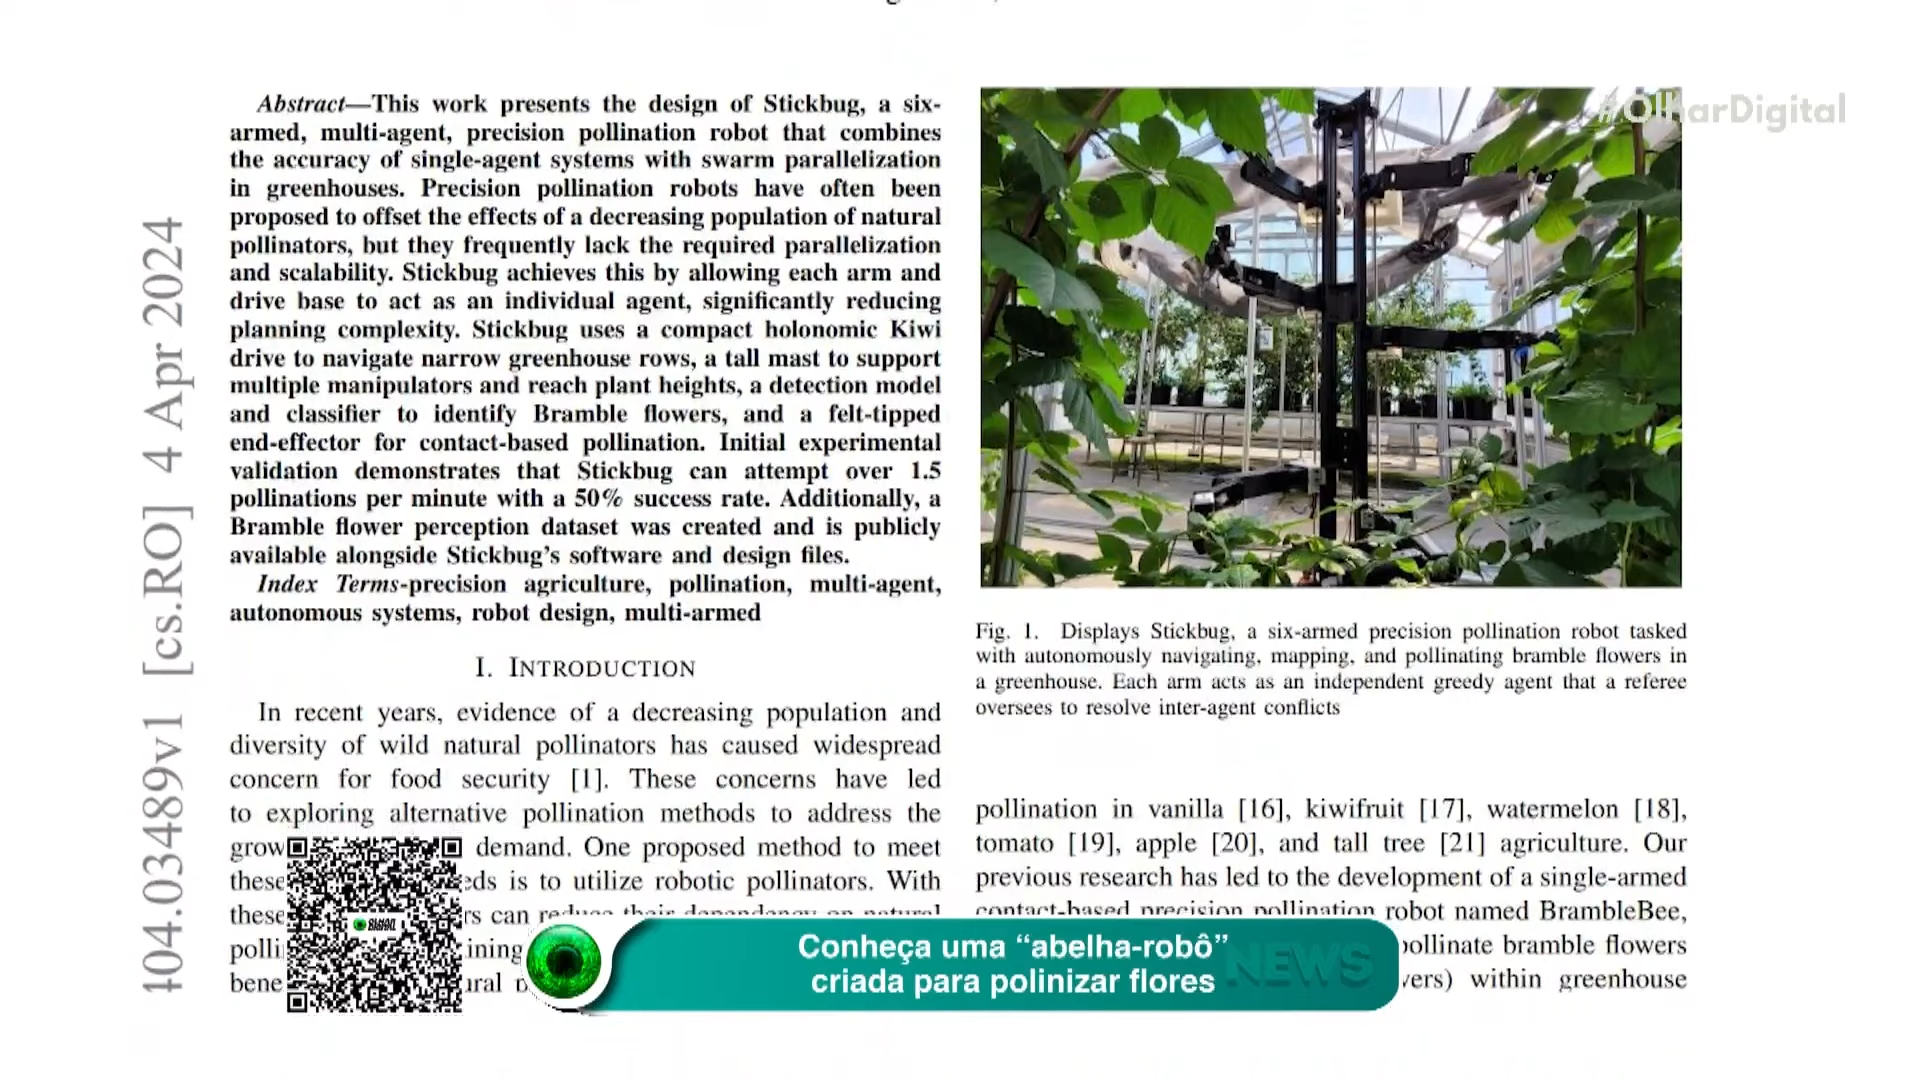 #OlharDigital
Abstract—This work presents the design of Stickbug, a six-
armed, multi-agent, precision pollination robot that combines
the accuracy of single-agent systems with swarm parallelization
in greenhouses. Precision pollination robots have often been
proposed to offset the effects of a decreasing population of natural
pollinators, but they frequently lack the required parallelization
and scalability. Stickbug achieves this by allowing each arm and
drive base to act as an individual agent, significantly reducing
planning complexity. Stickbug uses a compact holonomic Kiwi
drive to navigate narrow greenhouse rows, a tall mast to support
multiple manipulators and reach plant heights, a detection model
and classifier to identify Bramble flowers, and a felt-tipped
end-effector for contact-based pollination. Initial experimental
validation demonstrates that Stickbug can attempt over 1.5
pollinations per minute with a 50% success rate. Additionally, a
Bramble flower perception dataset was created and is publicly
available alongside Stickbug's software and design files.
Index Terms-precision agriculture, pollination, multi-agent,
autonomous systems, robot design, multi-armed
I. INTRODUCTION
In recent years, evidence of a decreasing population and
diversity of wild natural pollinators has caused widespread
concern for food security [1]. These concerns have led
to exploring alternative pollination methods to address the
grow demand. One proposed method to meet
these eds is to utilize robotic pollinators. With
these rs can reduce their dependency on natural
polli ining
bene ural
Fig. 1. Displays Stickbug, a six-armed precision pollination robot tasked
with autonomously navigating, mapping, and pollinating bramble flowers in
a greenhouse. Each arm acts as an independent greedy agent that a referee
oversees to resolve inter-agent conflicts
pollination in vanilla [16], kiwifruit [17], watermelon [18],
tomato [19], apple [20], and tall tree [21] agriculture. Our
previous research has led to the development of a single-armed
contact-based precision pollination robot named BrambleBee,
pollinate bramble flowers
vers) within greenhouse
104.03489v1 [cs.RO] 4 Apr 2024
Conheça uma “abelha-robô”
criada para polinizar flores
NEWS